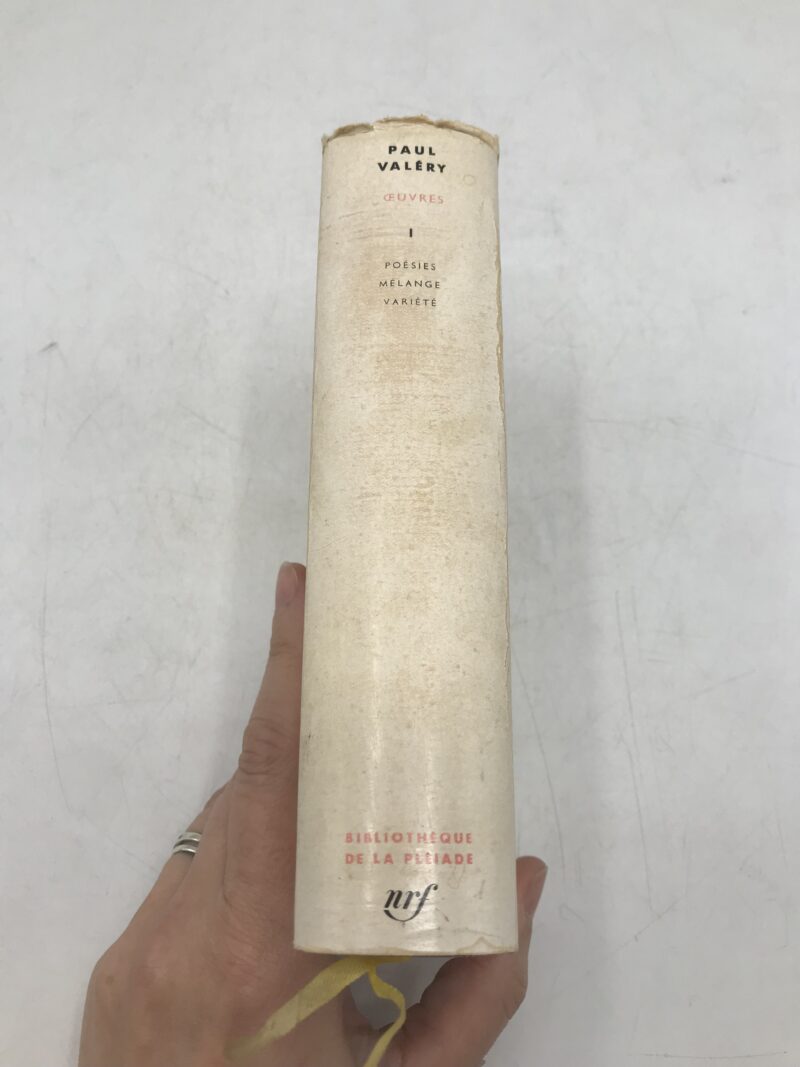 PAUL
VALÉRY
ŒUVRES
I
POÉSIES
MÉLANGE
VARIÉTÉ
BIBLIOTHÈQUE
DE LA PLÉIADE
nrf